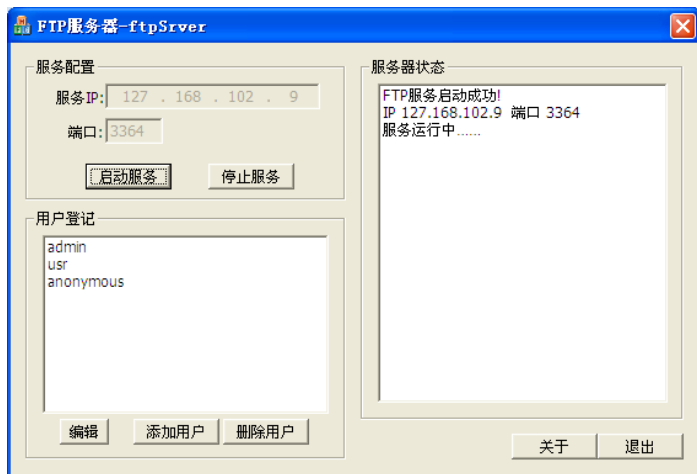 FTP服务器-ftpSrver
服务配置
服务IP: 127 . 168 . 102 . 9
端口: 3364
启动服务 停止服务
用户登记
admin
usr
anonymous
编辑 添加用户 删除用户
服务器状态
FTP服务启动成功!
IP 127.168.102.9 端口 3364
服务运行中......
关于 退出